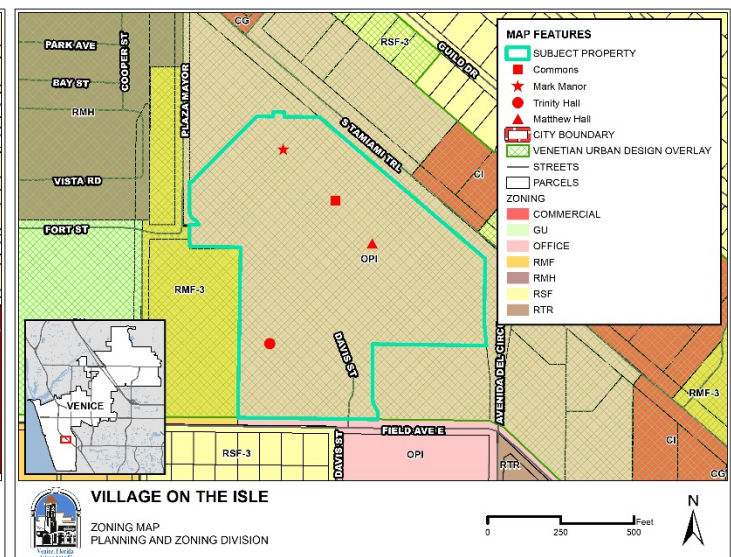 CG
RSF-3
GUILD DR
PARK AVE
COOPER ST
BAY ST
RMH
PLAZA MAYOR
VISTA RD
FORT ST
S TAMIAMI TRL
CI
OPI
RMF-3
DAVIS ST
AVENIDA DEL CIRC
FIELD AVE E
DAVIS ST
RSF-3
OPI
RTR
RMF-3
CI
CG
MAP FEATURES
SUBJECT PROPERTY
Commons
Mark Manor
Trinity Hall
Matthew Hall
CITY BOUNDARY
VENETIAN URBAN DESIGN OVERLAY
STREETS
PARCELS
ZONING
COMMERCIAL
GU
OFFICE
RMF
RMH
RSF
RTR
VENICE
VILLAGE ON THE ISLE
ZONING MAP
PLANNING AND ZONING DIVISION
Venice, Florida
0 250 500
Feet
N